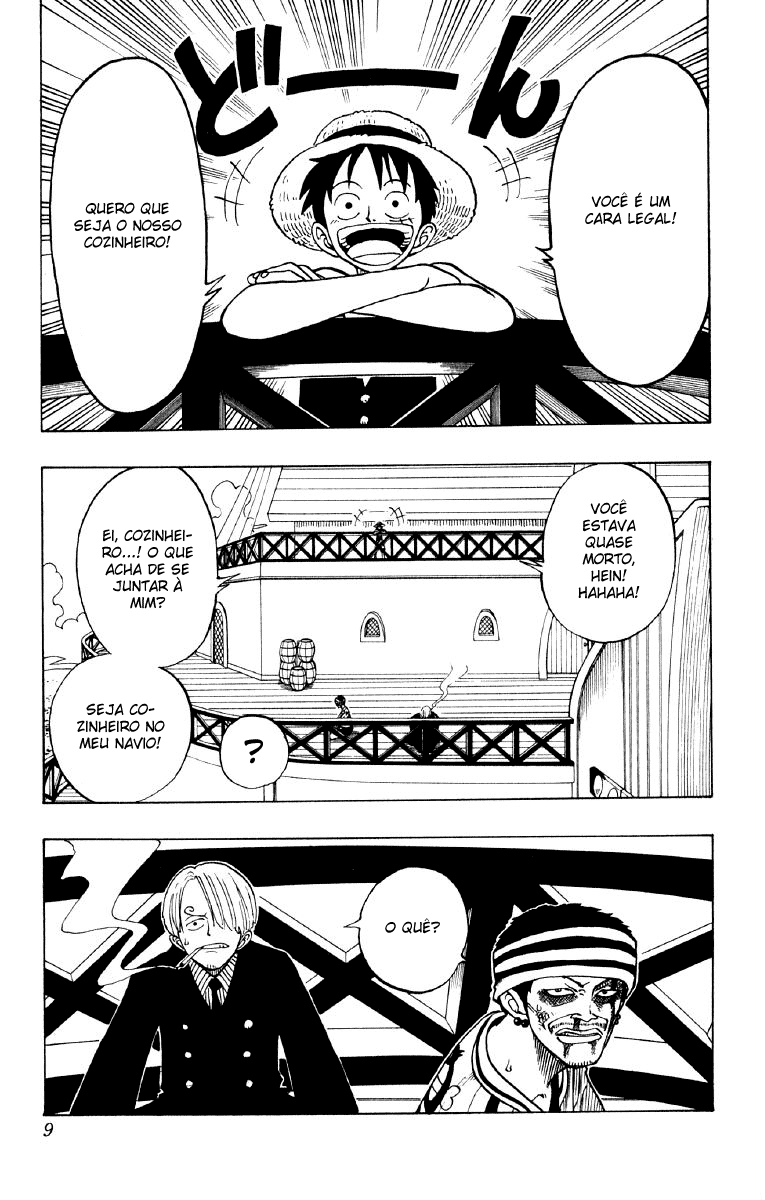 どーん
VOCÊ É UM
CARA LEGAL!
QUERO QUE
SEJA O NOSSO
COZINHEIRO!
VOCÊ
ESTAVA
QUASE
MORTO,
HEIN!
HAHAHA!
EI, COZINHEI-
RO...! O QUE
ACHA DE SE
JUNTAR À
MIM?
SEJA CO-
ZINHEIRO NO
MEU NAVIO!
?
O QUÊ?
9